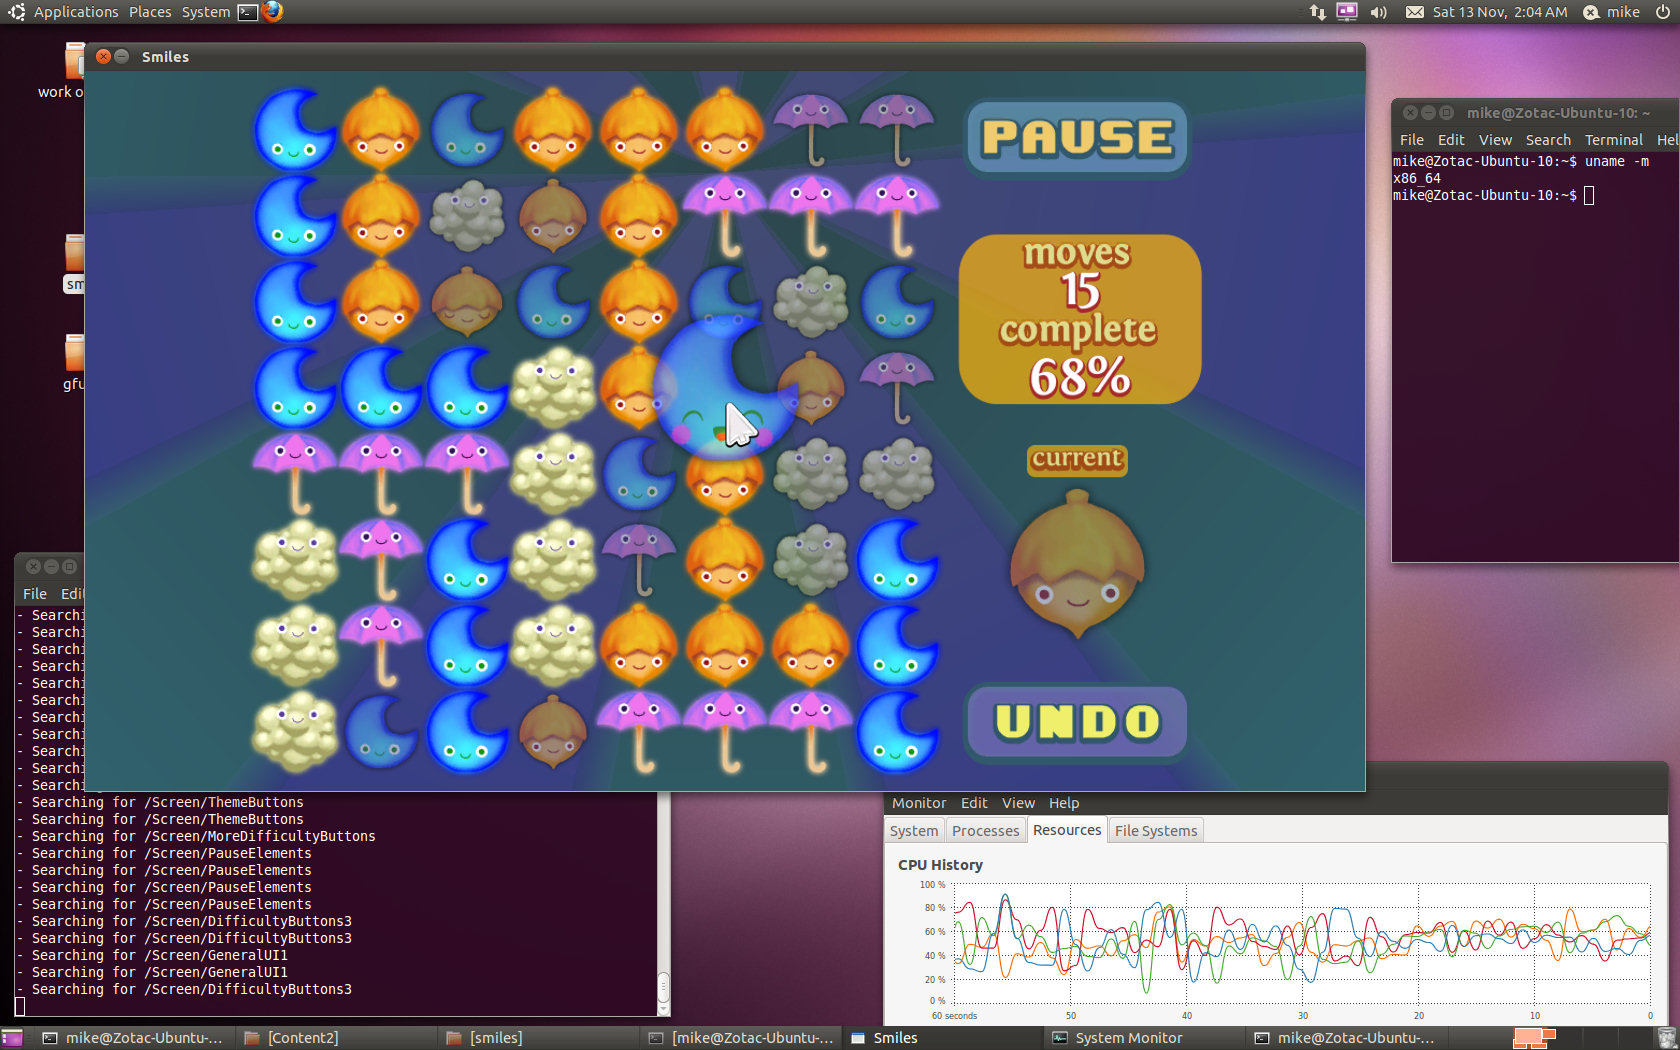 Applications Places System
Sat 13 Nov, 2:04 AM mike
work o
sm
gfu
Smiles
PAUSE
moves
15
complete
68%
current
UNDO
mike@Zotac-Ubuntu-10: ~
File Edit View Search Terminal Hel
mike@Zotac-Ubuntu-10:~$ uname -m
x86_64
mike@Zotac-Ubuntu-10:~$
File Edi
- Searchi
- Searchi
- Searchi
- Searchi
- Searchi
- Searchi
- Searchi
- Searchi
- Searchi
- Searchi
- Searchi
- Searching for /Screen/ThemeButtons
- Searching for /Screen/ThemeButtons
- Searching for /Screen/MoreDifficultyButtons
- Searching for /Screen/PauseElements
- Searching for /Screen/PauseElements
- Searching for /Screen/PauseElements
- Searching for /Screen/PauseElements
- Searching for /Screen/DifficultyButtons3
- Searching for /Screen/DifficultyButtons3
- Searching for /Screen/GeneralUI1
- Searching for /Screen/GeneralUI1
- Searching for /Screen/DifficultyButtons3
Monitor Edit View Help
System Processes Resources File Systems
CPU History
100 %
80 %
60 %
40 %
20 %
0 %
60 seconds 50 40 30 20 10 0
mike@Zotac-Ubuntu-... [Content2] [smiles] [mike@Zotac-Ubuntu-... Smiles System Monitor mike@Zotac-Ubuntu-...